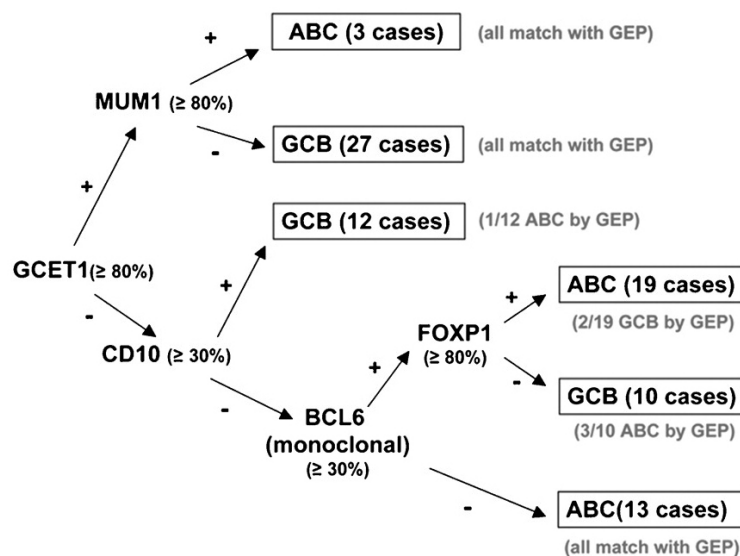 +
ABC (3 cases)
(all match with GEP)
MUM1 (≥ 80%)
-
GCB (27 cases)
(all match with GEP)
+
GCB (12 cases)
(1/12 ABC by GEP)
GCET1(≥ 80%)
+
-
CD10 (≥ 30%)
+
ABC (19 cases)
(2/19 GCB by GEP)
FOXP1
(≥ 80%)
+
-
GCB (10 cases)
(3/10 ABC by GEP)
-
BCL6
(monoclonal)
(≥ 30%)
-
ABC(13 cases)
(all match with GEP)